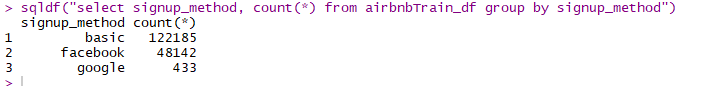 > sqldf("select signup_method, count(*) from airbnbTrain_df group by signup_method")
  signup_method count(*)
1         basic   122185
2      facebook    48142
3        google      433
>